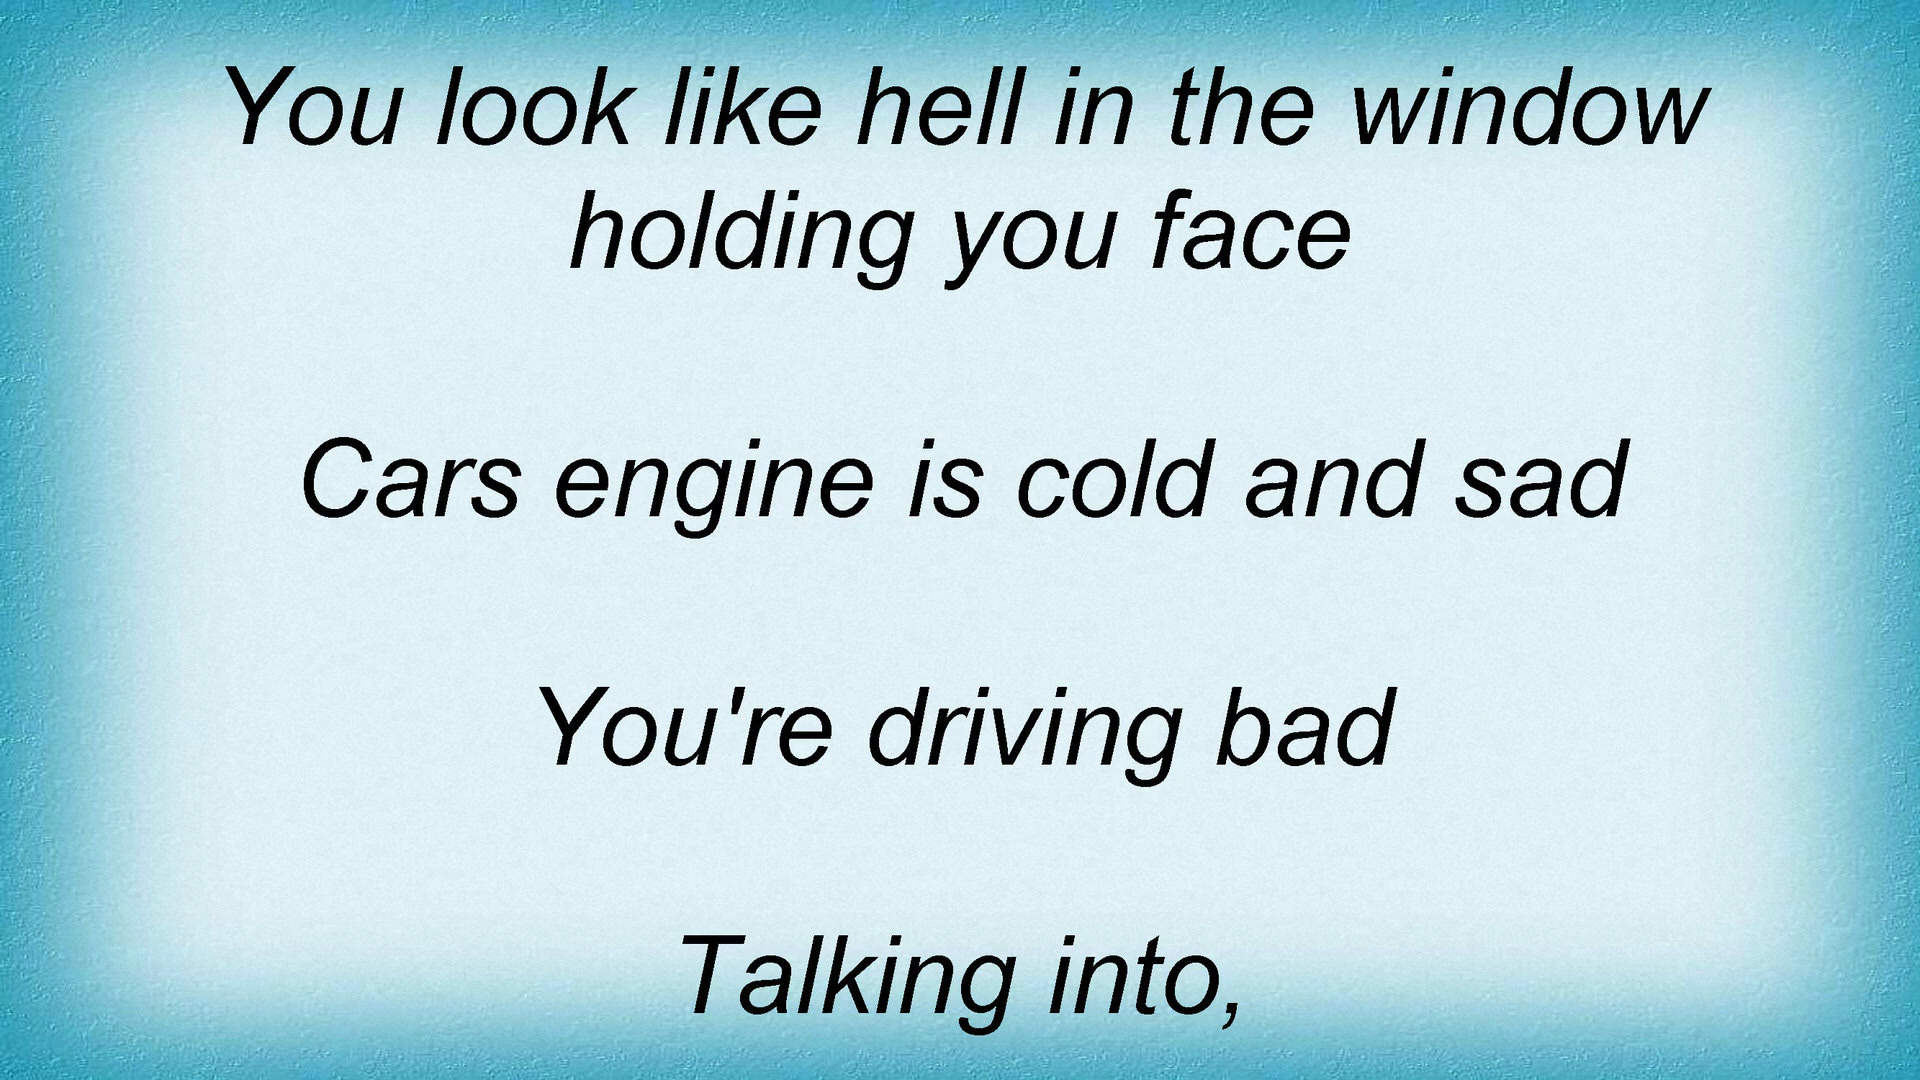 You look like hell in the window
holding you face
Cars engine is cold and sad
You're driving bad
Talking into,